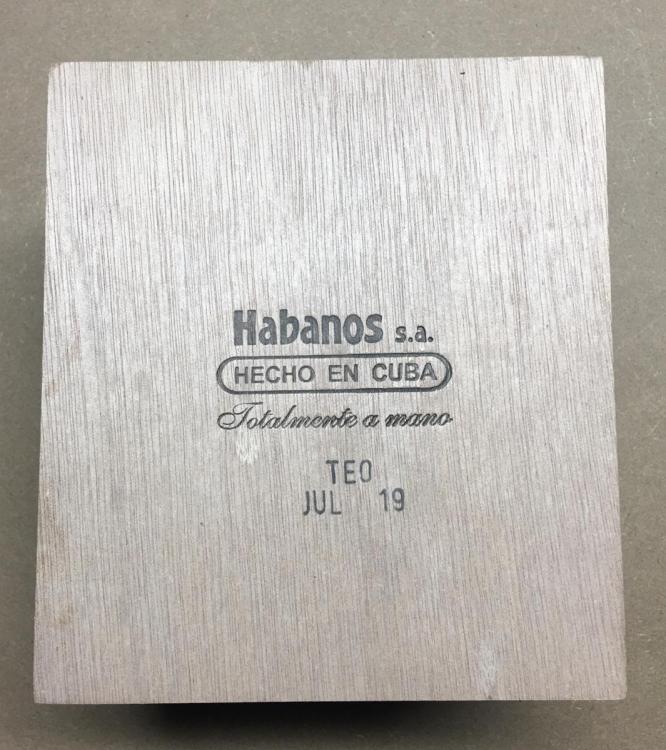 Habanos s.a.
HECHO EN CUBA
Totalmente a mano
TEO
JUL 19